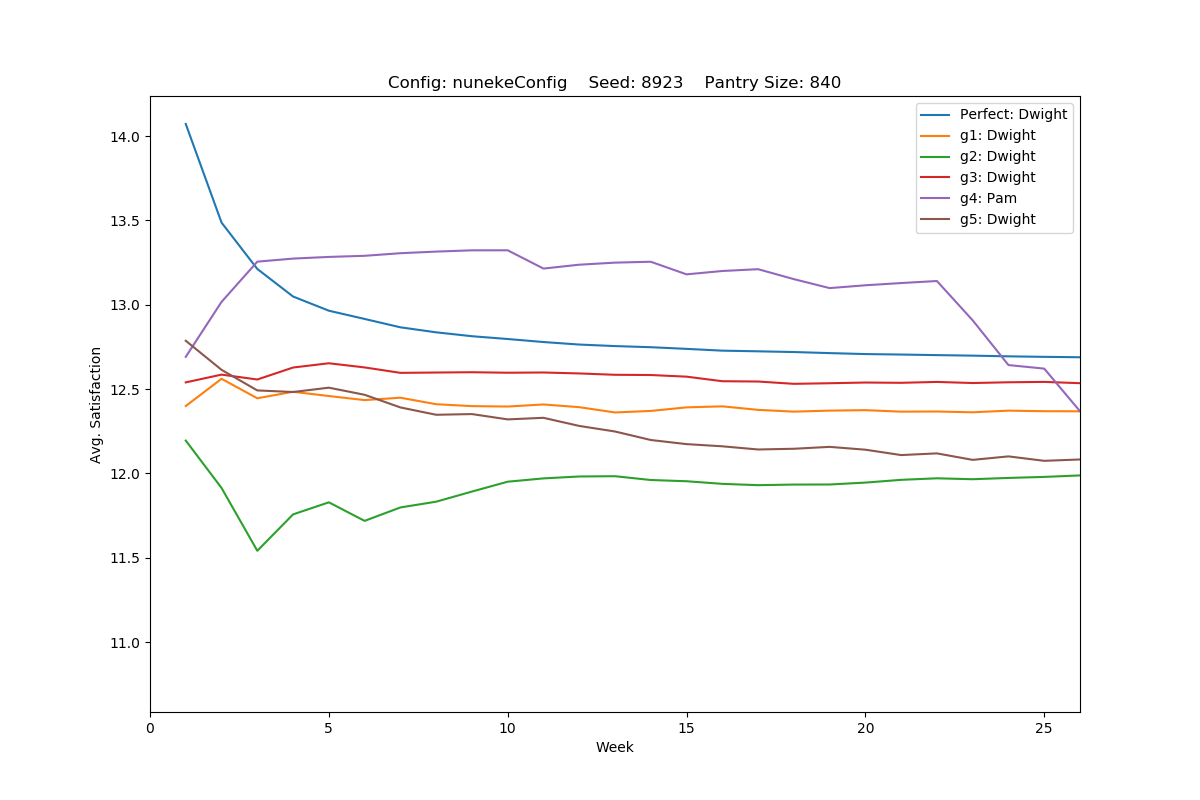 Config: nunekeConfig    Seed: 8923    Pantry Size: 840
Perfect: Dwight
g1: Dwight
g2: Dwight
g3: Dwight
g4: Pam
g5: Dwight
14.0
13.5
13.0
12.5
12.0
11.5
11.0
Avg. Satisfaction
0 5 10 15 20 25
Week